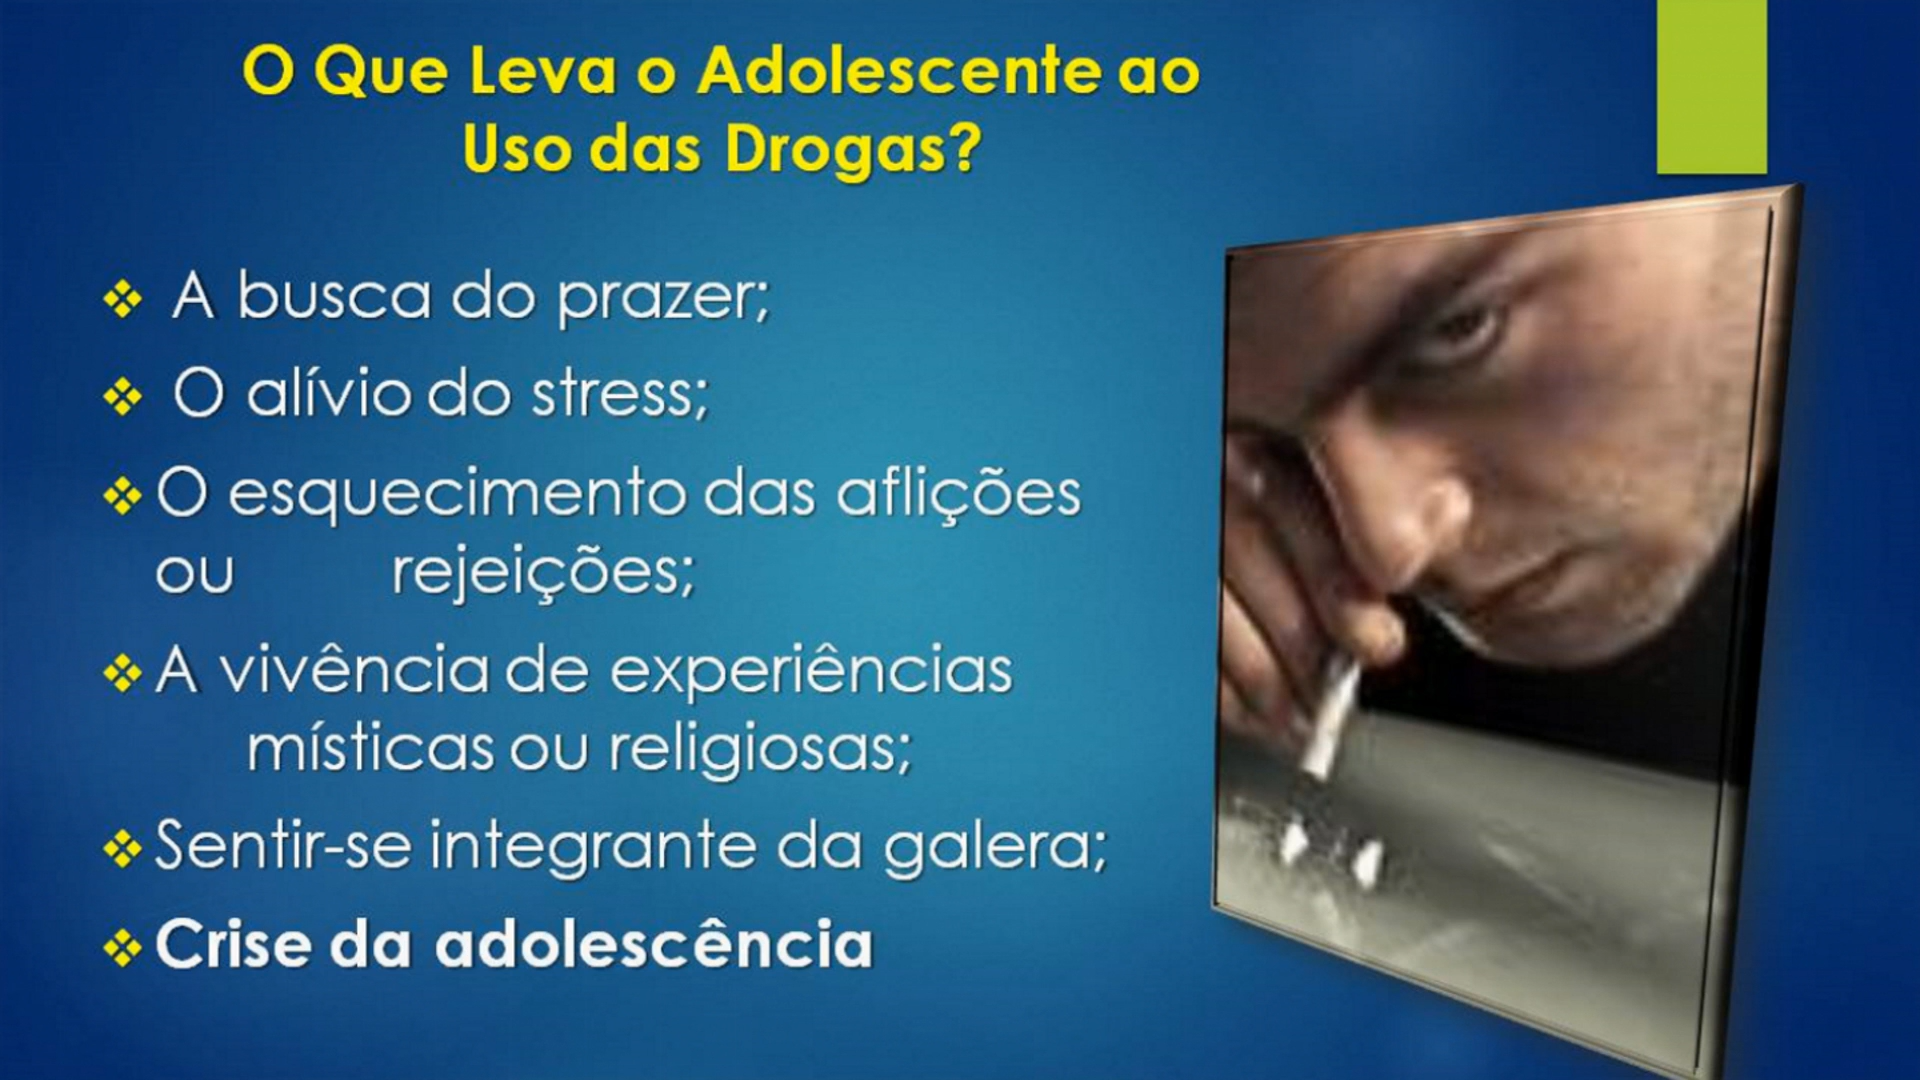 O Que Leva o Adolescente ao
Uso das Drogas?
A busca do prazer;
O alívio do stress;
O esquecimento das aflições
ou rejeições;
A vivência de experiências
místicas ou religiosas;
Sentir-se integrante da galera;
Crise da adolescência